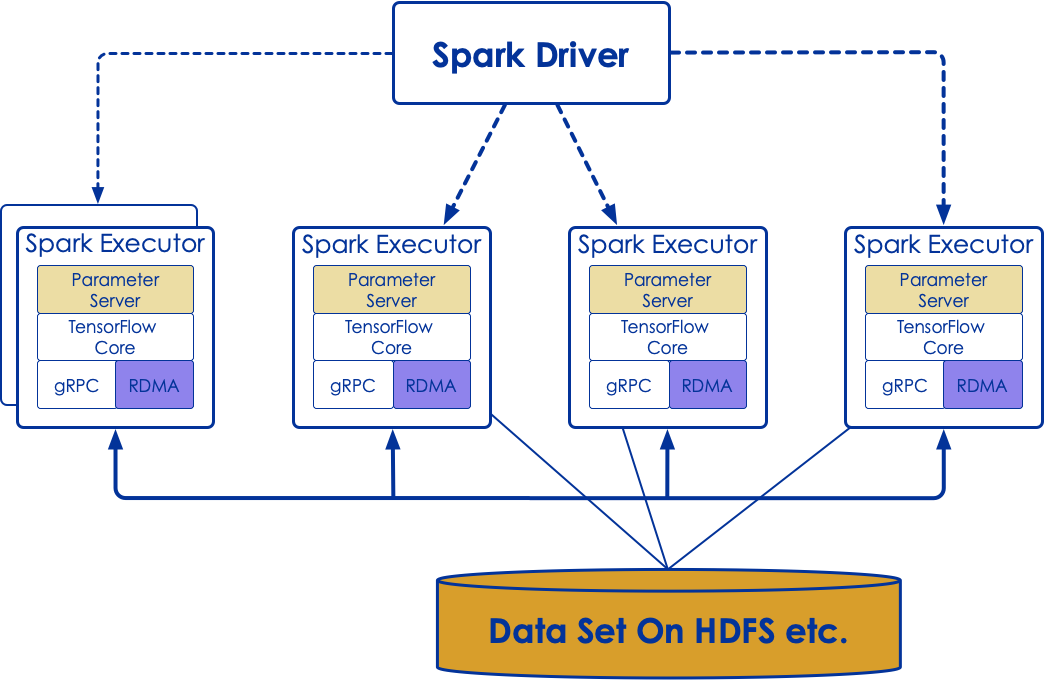 Spark Driver
Spark Executor
Parameter
Server
TensorFlow
Core
gRPC
RDMA
Spark Executor
Parameter
Server
TensorFlow
Core
gRPC
RDMA
Spark Executor
Parameter
Server
TensorFlow
Core
gRPC
RDMA
Spark Executor
Parameter
Server
TensorFlow
Core
gRPC
RDMA
Data Set On HDFS etc.